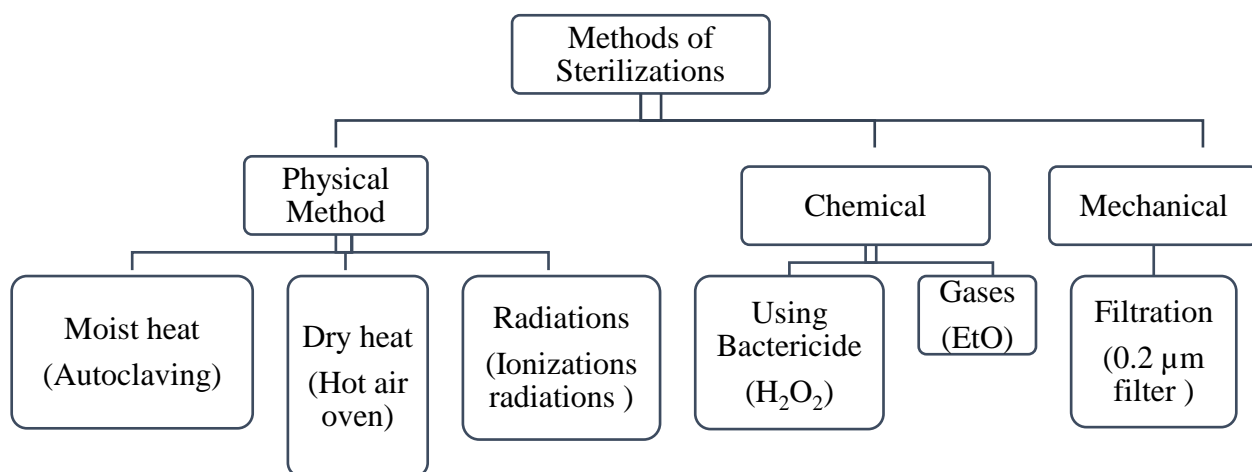 Methods of
Sterilizations
Physical
Method
Chemical
Mechanical
Moist heat
(Autoclaving)
Dry heat
(Hot air
oven)
Radiations
(Ionizations
radiations )
Using
Bactericide
(H₂O₂)
Gases
(EtO)
Filtration
(0.2 µm
filter )